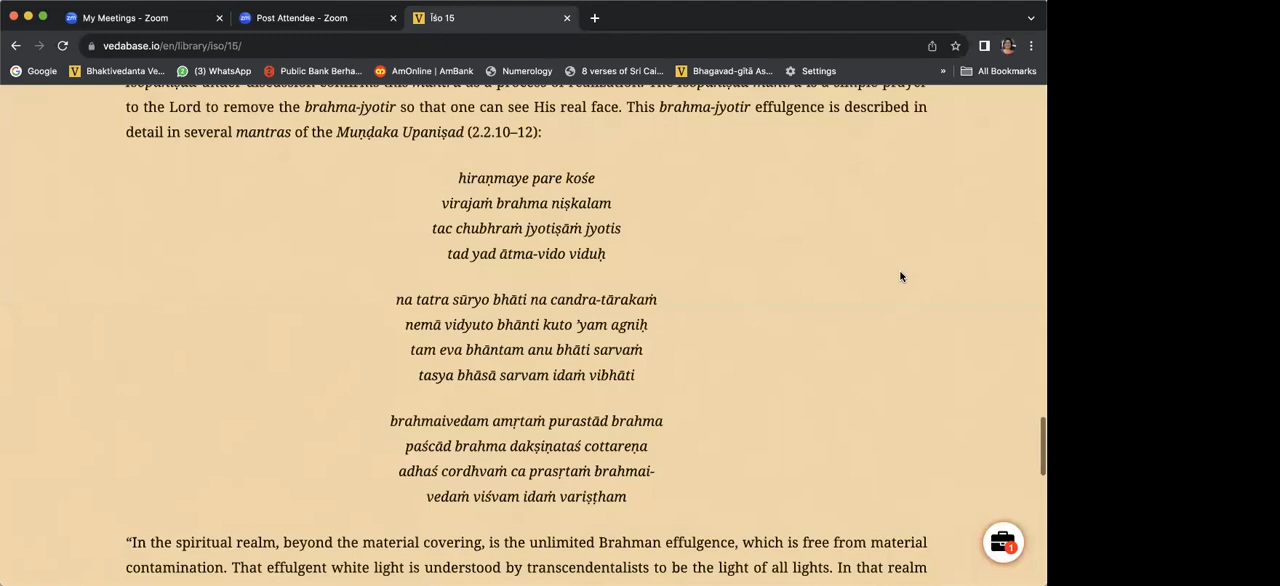 My Meetings - Zoom
Post Attendee - Zoom
Īśo 15
vedabase.io/en/library/iso/15/
Google
Bhaktivedanta Ve...
(3) WhatsApp
Public Bank Berha...
AmOnline | AmBank
Numerology
8 verses of Sri Cai...
Bhagavad-gītā As...
Settings
»
All Bookmarks
to the Lord to remove the brahma-jyotir so that one can see His real face. This brahma-jyotir effulgence is described in
detail in several mantras of the Muṇḍaka Upaniṣad (2.2.10–12):
hiraṇmaye pare kośe
virajaṁ brahma niṣkalam
tac chubhraṁ jyotiṣāṁ jyotis
tad yad ātma-vido viduḥ
na tatra sūryo bhāti na candra-tārakaṁ
nemā vidyuto bhānti kuto ’yam agniḥ
tam eva bhāntam anu bhāti sarvaṁ
tasya bhāsā sarvam idaṁ vibhāti
brahmaivedam amṛtaṁ purastād brahma
paścād brahma dakṣiṇataś cottareṇa
adhaś cordhvaṁ ca prasṛtaṁ brahmai-
vedaṁ viśvam idaṁ variṣṭham
“In the spiritual realm, beyond the material covering, is the unlimited Brahman effulgence, which is free from material
contamination. That effulgent white light is understood by transcendentalists to be the light of all lights. In that realm
1